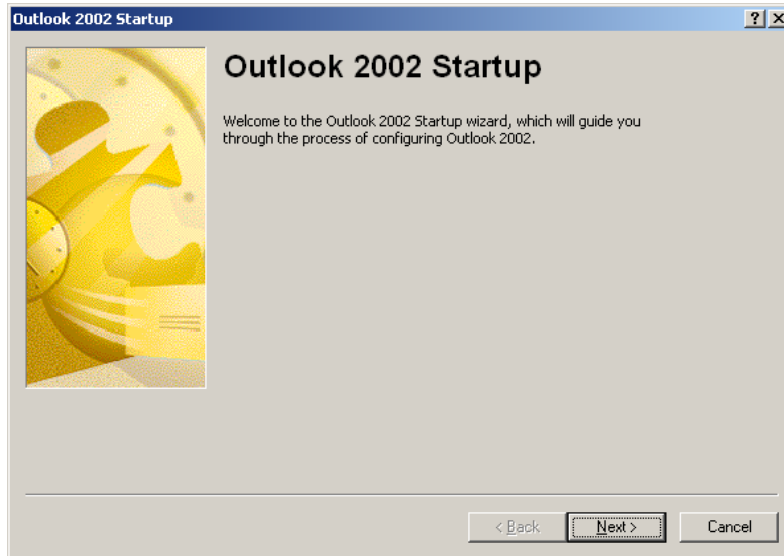 Outlook 2002 Startup
Outlook 2002 Startup
Welcome to the Outlook 2002 Startup wizard, which will guide you
through the process of configuring Outlook 2002.
< Back Next > Cancel